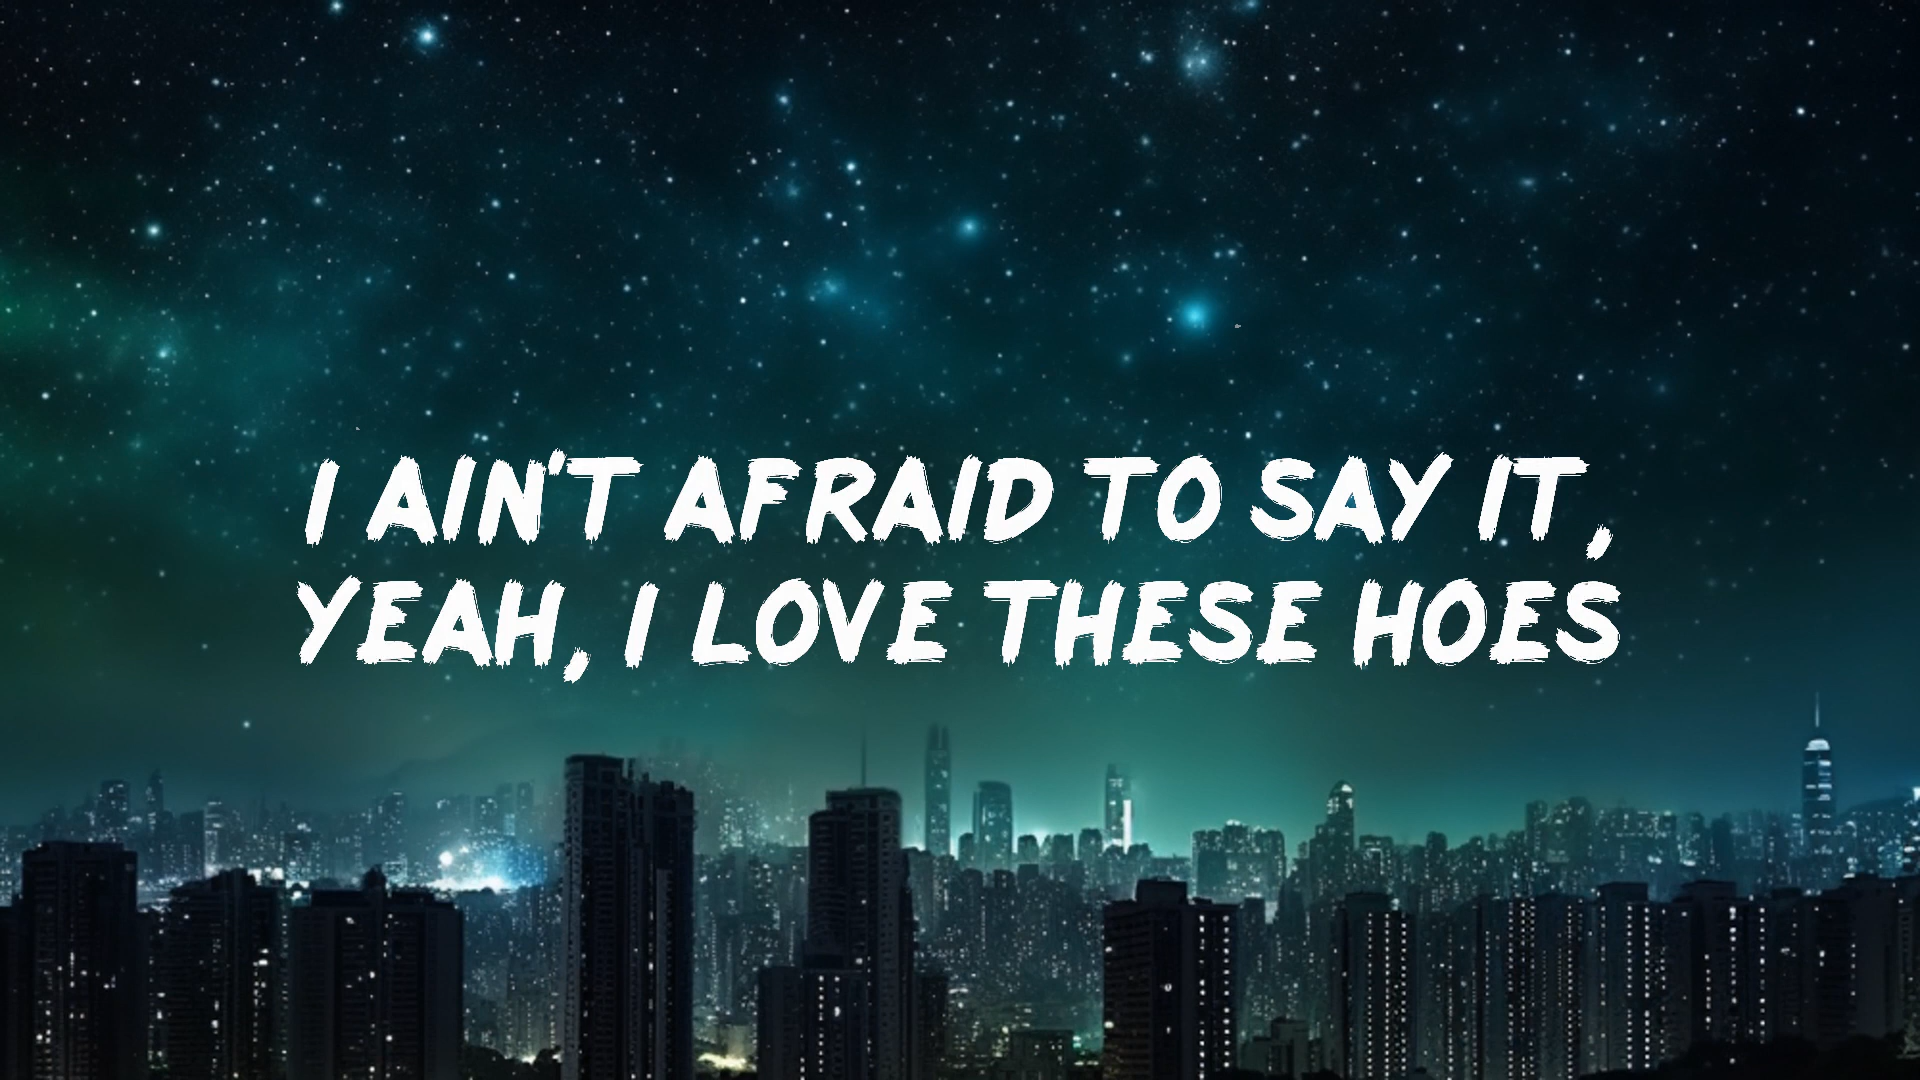 I AIN'T AFRAID TO SAY IT,
YEAH, I LOVE THESE HOES